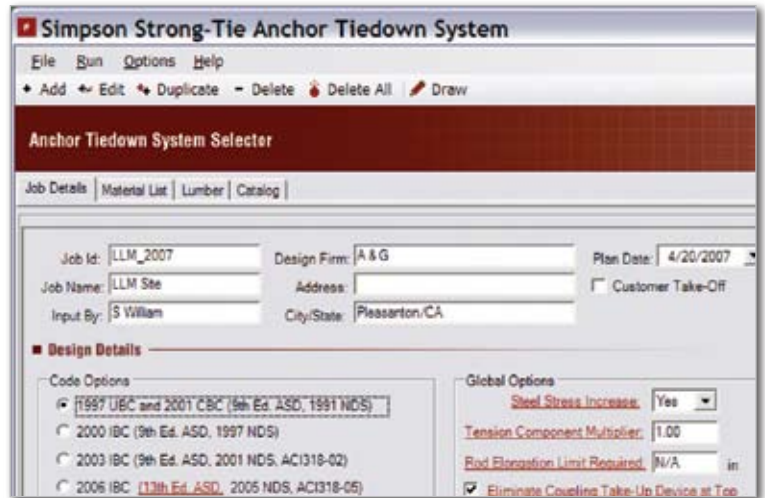 Simpson Strong-Tie Anchor Tiedown System
File Run Options Help
Add Edit Duplicate Delete Delete All Draw
Anchor Tiedown System Selector
Job Details Material List Lumber Catalog
Job Id: LLM_2007 Design Firm: A & G Plan Date: 4/20/2007
Job Name: LLM Site Address: Customer Take-Off
Input By: S William City/State: Pleasanton/CA
Design Details
Code Options Global Options
1997 UBC and 2001 CBC (9th Ed. ASD, 1991 NDS) Steel Stress Increase: Yes
2000 IBC (9th Ed. ASD, 1997 NDS) Tension Component Multiplier: 1.00
2003 IBC (9th Ed. ASD, 2001 NDS, ACI318-02) Rod Elongation Limit Required: N/A in
2006 IBC (13th Ed. ASD, 2005 NDS, ACI318-05) Eliminate Coupling Take-Up Device at Top